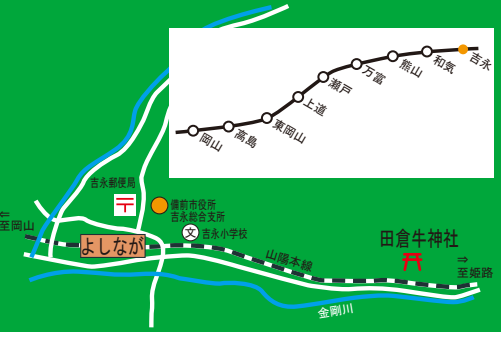 岡山
高島
東岡山
上道
瀬戸
万富
熊山
和気
吉永
吉永郵便局
備前市役所
吉永総合支所
文
吉永小学校
⇐
至岡山
よしなが
山陽本線
田倉牛神社
⇒
至姫路
金剛川